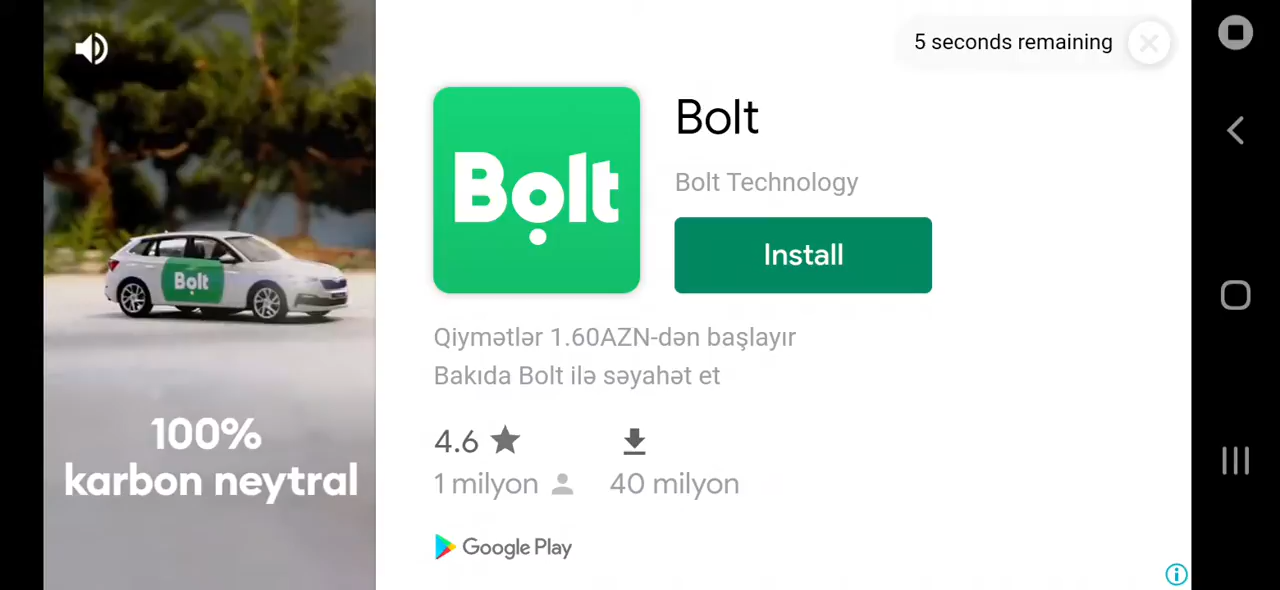 5 seconds remaining
Bolt
Bolt
Bolt Technology
Install
Bolt
Qiymətlər 1.60AZN-dən başlayır
Bakıda Bolt ilə səyahət et
100%
karbon neytral
4.6
1 milyon
40 milyon
Google Play